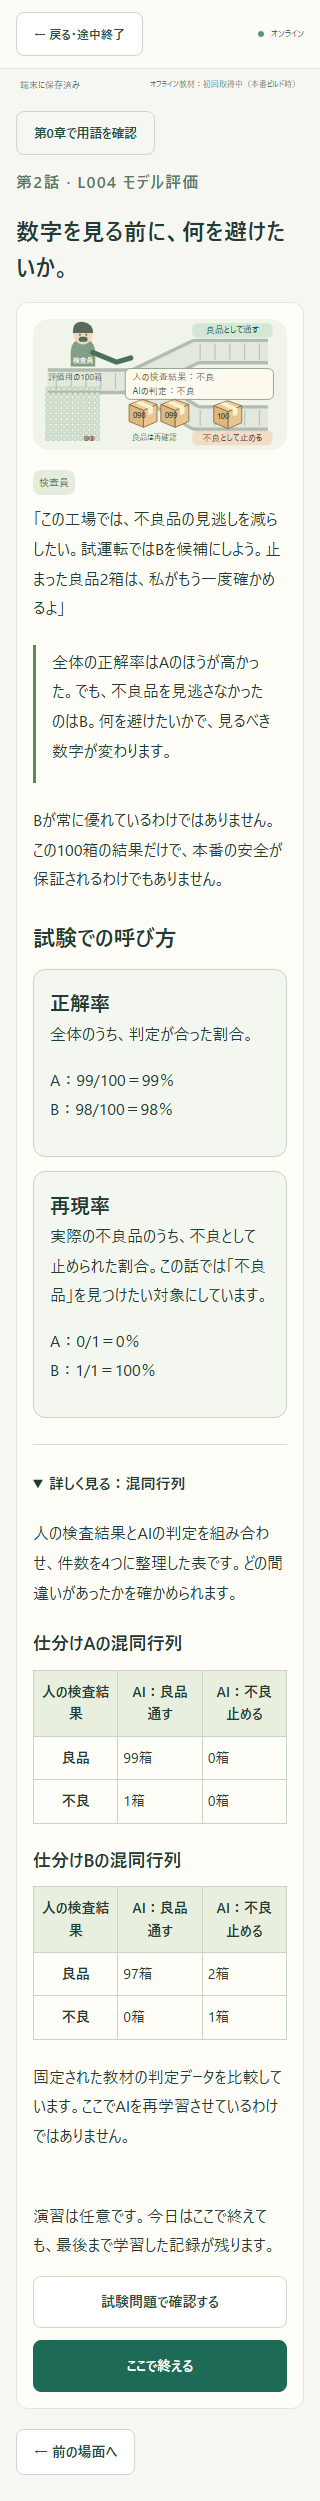 ← 戻る・途中終了
オンライン
端末に保存済み
オフライン教材：初回取得中（本番ビルド時）
第0章で用語を確認
第2話 · L004 モデル評価
数字を見る前に、何を避けた
いか。
検査員
良品として通す
評価用の100箱
人の検査結果：不良
AIの判定：不良
098
099
100
良品は再確認
不良として止める
検査員
「この工場では、不良品の見逃しを減ら
したい。試運転ではBを候補にしよう。止
まった良品2箱は、私がもう一度確かめ
るよ」
全体の正解率はAのほうが高かっ
た。でも、不良品を見逃さなかった
のはB。何を避けたいかで、見るべき
数字が変わります。
Bが常に優れているわけではありません。
この100箱の結果だけで、本番の安全が
保証されるわけでもありません。
試験での呼び方
正解率
全体のうち、判定が合った割合。
A：99/100＝99%
B：98/100＝98%
再現率
実際の不良品のうち、不良として
止められた割合。この話では「不良
品」を見つけたい対象にしています。
A：0/1＝0%
B：1/1＝100%
▼ 詳しく見る：混同行列
人の検査結果とAIの判定を組み合わ
せ、件数を4つに整理した表です。どの間
違いがあったかを確かめられます。
仕分けAの混同行列
人の検査結果 AI：良品 通す AI：不良 止める
良品 99箱 0箱
不良 1箱 0箱
仕分けBの混同行列
人の検査結果 AI：良品 通す AI：不良 止める
良品 97箱 2箱
不良 0箱 1箱
固定された教材の判定データを比較して
います。ここでAIを再学習させているわけ
ではありません。
演習は任意です。今日はここで終えて
も、最後まで学習した記録が残ります。
試験問題で確認する
ここで終える
← 前の場面へ